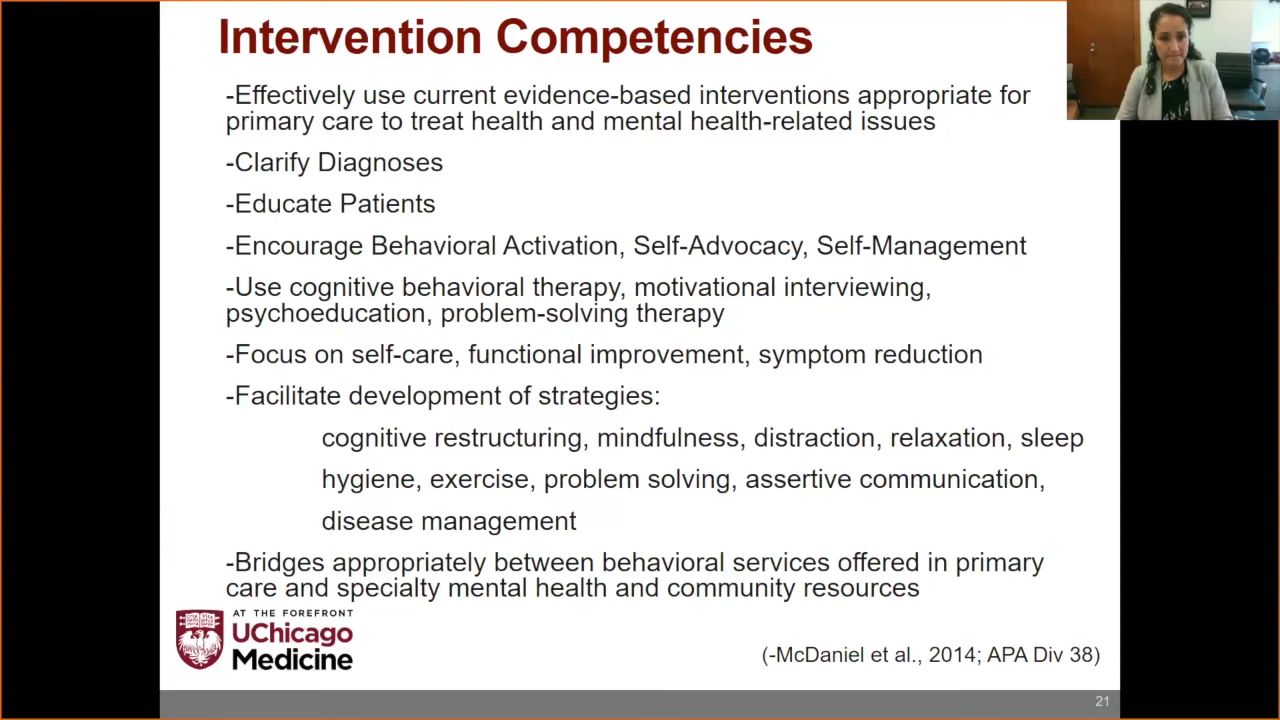 Intervention Competencies
-Effectively use current evidence-based interventions appropriate for
primary care to treat health and mental health-related issues
-Clarify Diagnoses
-Educate Patients
-Encourage Behavioral Activation, Self-Advocacy, Self-Management
-Use cognitive behavioral therapy, motivational interviewing,
psychoeducation, problem-solving therapy
-Focus on self-care, functional improvement, symptom reduction
-Facilitate development of strategies:
cognitive restructuring, mindfulness, distraction, relaxation, sleep
hygiene, exercise, problem solving, assertive communication,
disease management
-Bridges appropriately between behavioral services offered in primary
care and specialty mental health and community resources
AT THE FOREFRONT
UChicago
Medicine
(-McDaniel et al., 2014; APA Div 38)
21